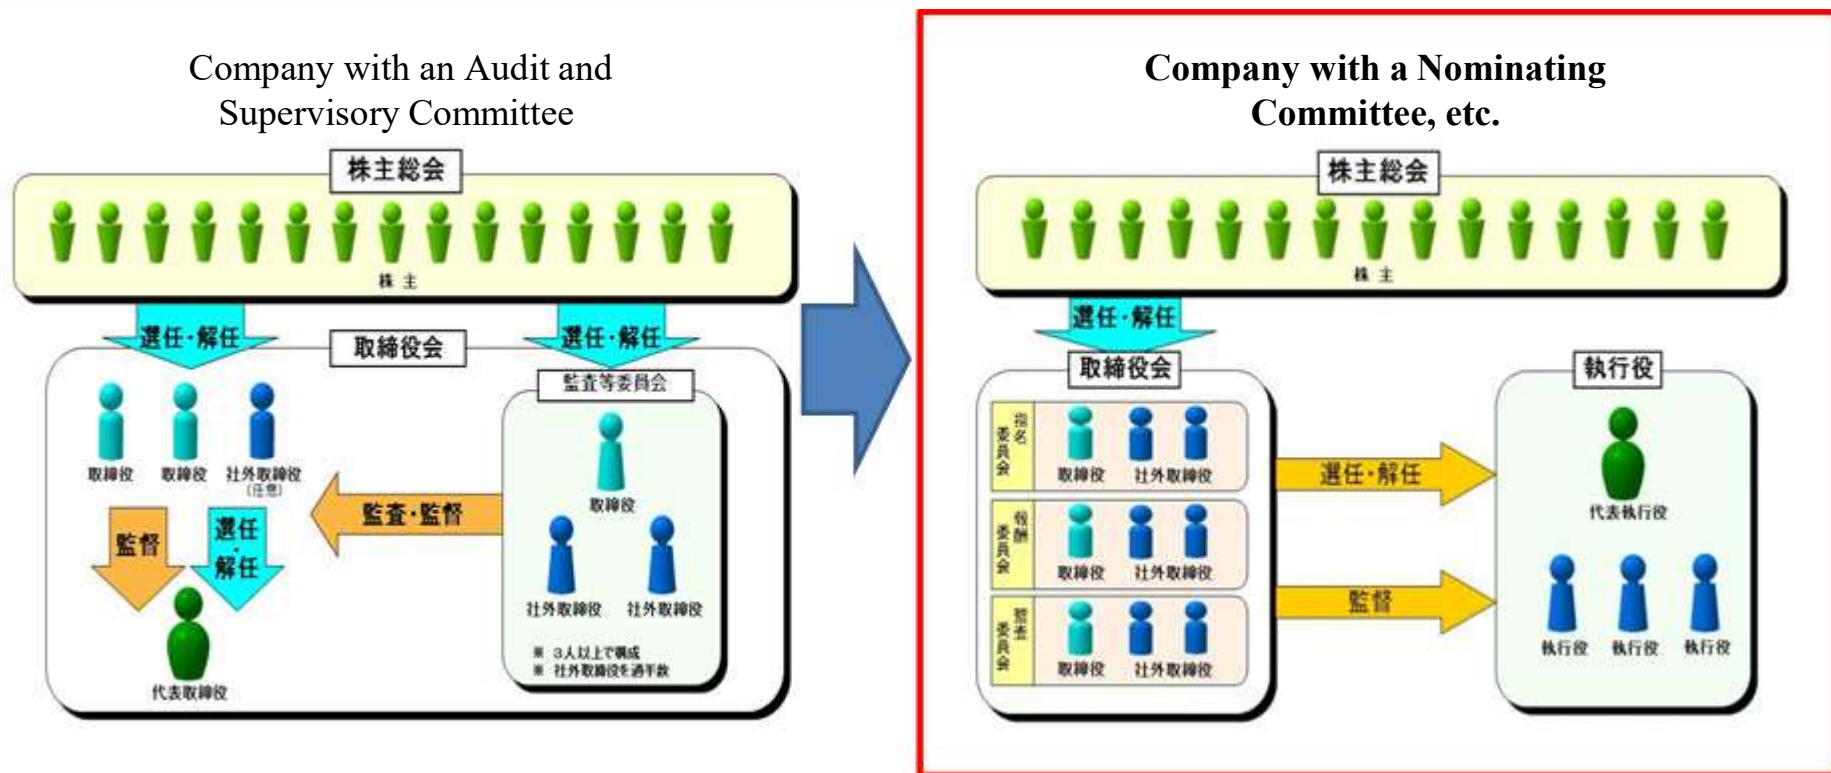 Company with an Audit and
Supervisory Committee
株主総会
株 主
選任・解任
選任・解任
取締役会
監査等委員会
取締役
取締役
社外取締役
(任意)
取締役
監査・監督
監督
選任
・
解任
社外取締役
社外取締役
※ 3人以上で構成
※ 社外取締役を過半数
代表取締役
Company with a Nominating
Committee, etc.
株主総会
株 主
選任・解任
取締役会
執行役
指名
委員会
取締役
社外取締役
報酬
委員会
取締役
社外取締役
監査
委員会
取締役
社外取締役
選任・解任
監督
代表執行役
執行役
執行役
執行役